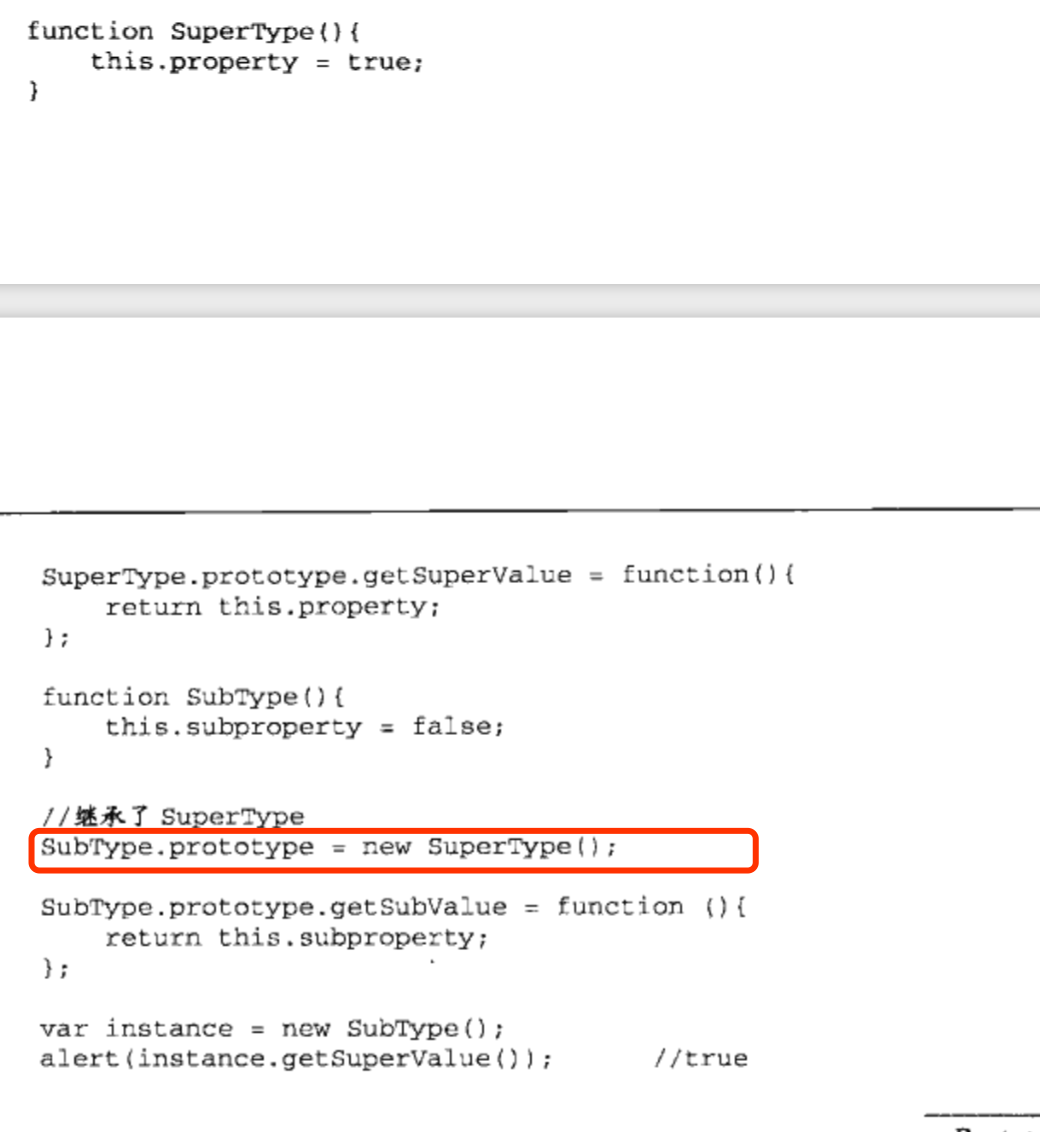 function SuperType(){
    this.property = true;
}
SuperType.prototype.getSuperValue = function(){
    return this.property;
};
function SubType(){
    this.subproperty = false;
}
//继承了 SuperType
SubType.prototype = new SuperType();
SubType.prototype.getSubValue = function (){
    return this.subproperty;
};
var instance = new SubType();
alert(instance.getSuperValue());      //true